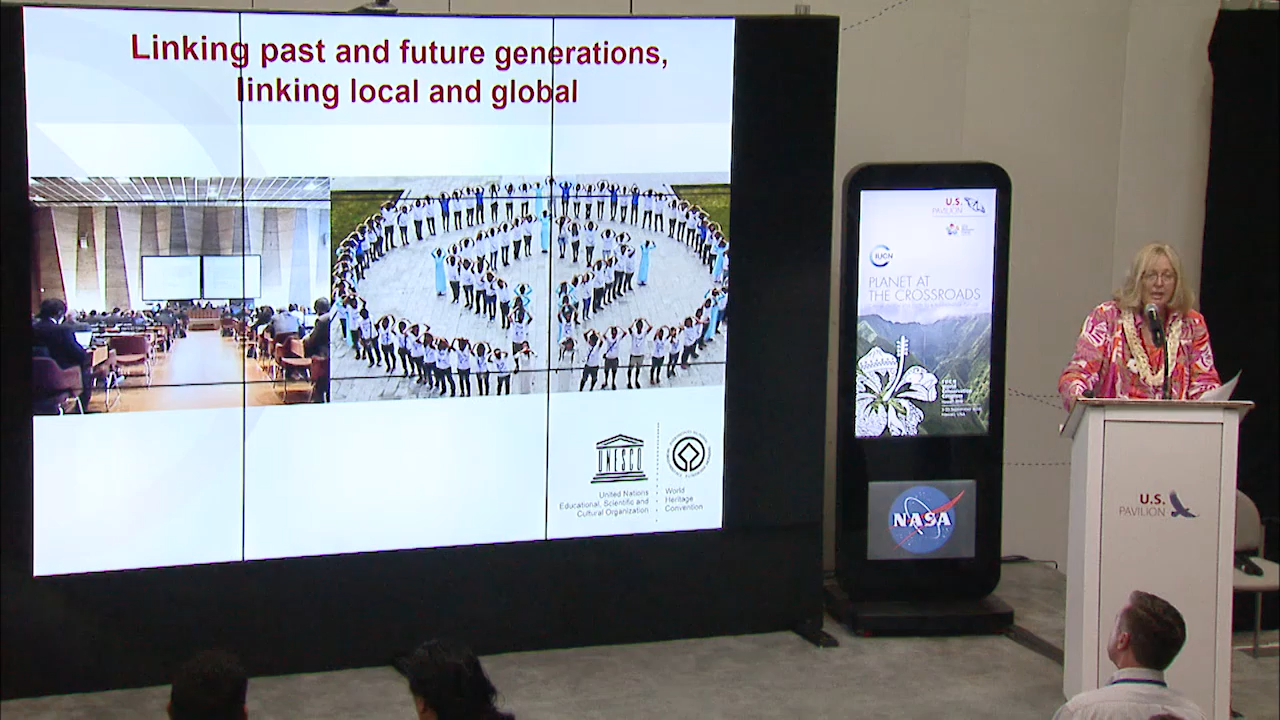 Linking past and future generations,
linking local and global
UNESCO
United Nations
Educational, Scientific and
Cultural Organization
World
Heritage
Convention
U.S.
PAVILION
IUCN
PLANET AT
THE CROSSROADS
NASA
U.S.
PAVILION